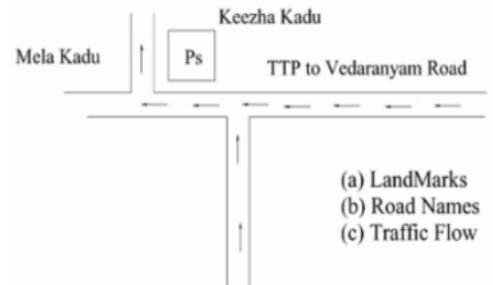 Keezha Kadu
Mela Kadu
Ps
TTP to Vedaranyam Road
(a) LandMarks
(b) Road Names
(c) Traffic Flow